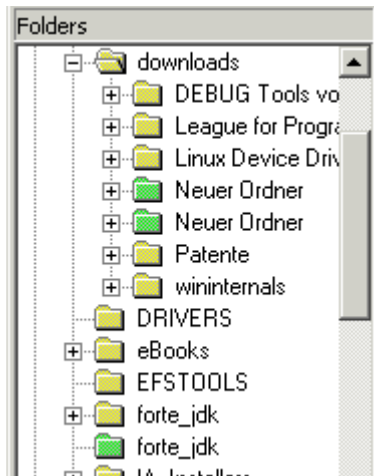 Folders
downloads
DEBUG Tools vo
League for Progra
Linux Device Driv
Neuer Ordner
Neuer Ordner
Patente
wininternals
DRIVERS
eBooks
EFSTOOLS
forte_jdk
forte_jdk